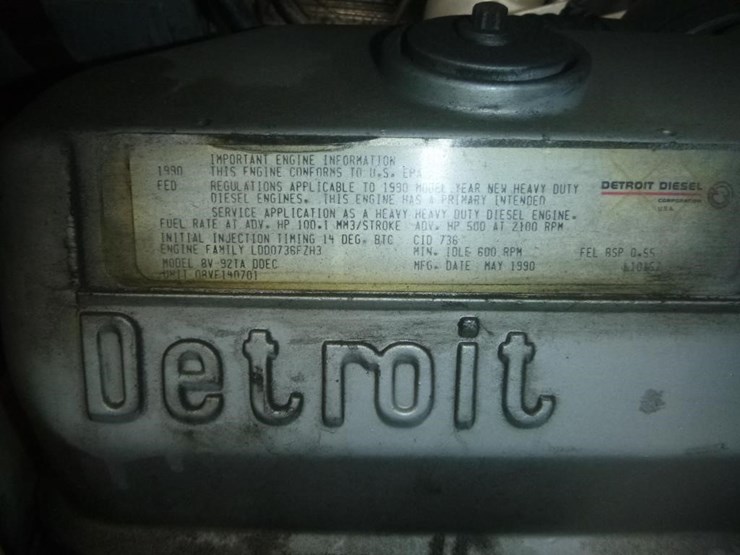 IMPORTANT ENGINE INFORMATION
1990 THIS ENGINE CONFORMS TO U.S. EPA
FED REGULATIONS APPLICABLE TO 1990 MODEL YEAR NEW HEAVY DUTY
DIESEL ENGINES. THIS ENGINE HAS A PRIMARY INTENDED
SERVICE APPLICATION AS A HEAVY HEAVY DUTY DIESEL ENGINE.
FUEL RATE AT ADV. HP 100.1 MM3/STROKE ADV. HP 500 AT 2100 RPM
INITIAL INJECTION TIMING 14 DEG. BTC CID 736
ENGINE FAMILY LDD0736FZH3 MIN. IDLE 600 RPM FEL BSP 0.55
MODEL 8V-92TA DDEC MFG. DATE MAY 1990
UNIT 08VF140701
DETROIT DIESEL
CORPORATION
USA
Detroit